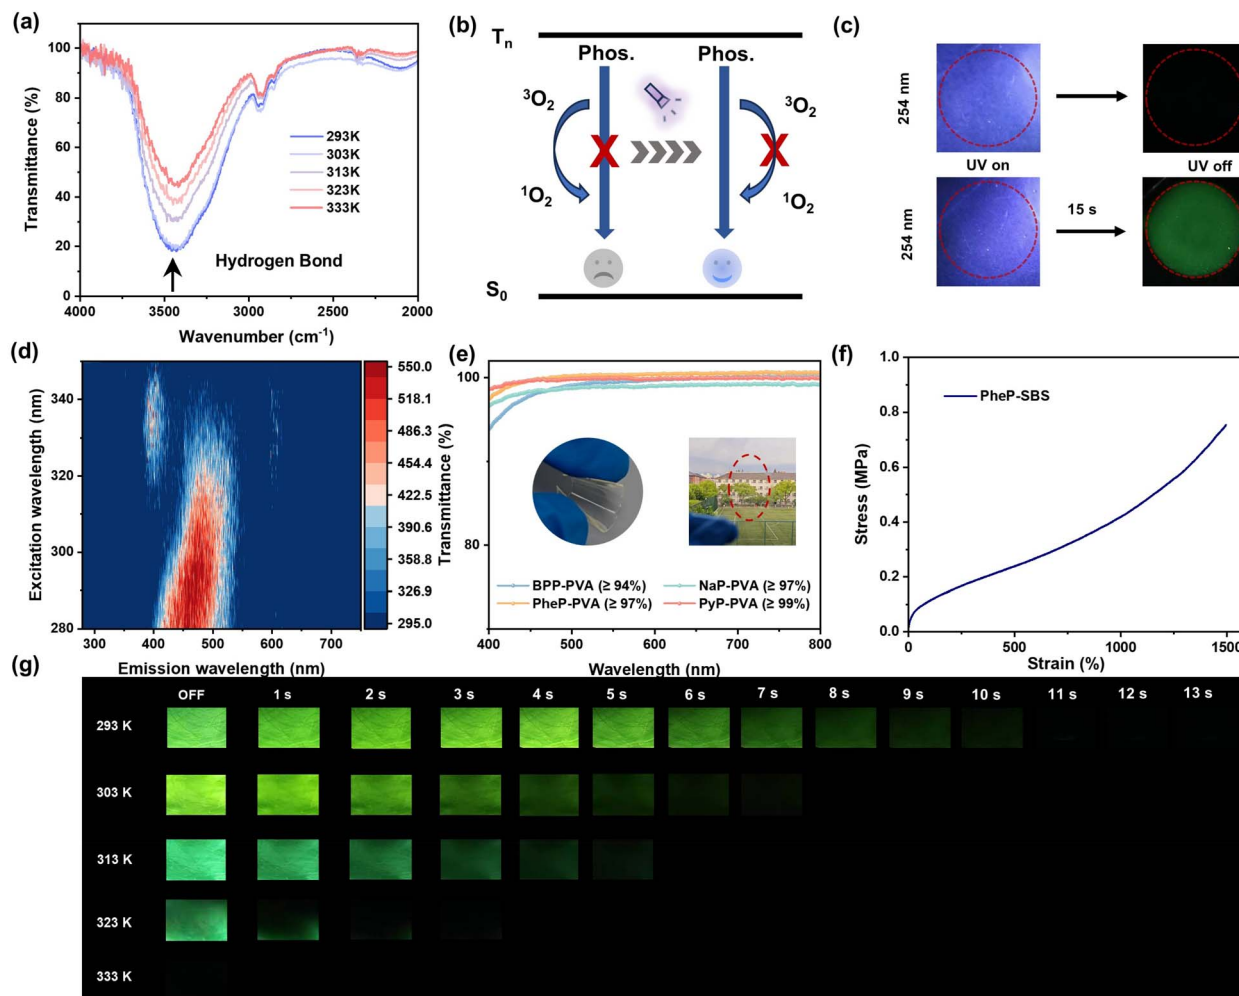 (a)
100
80
60
40
20
0
4000
3500
3000
2500
2000
Transmittance (%)
Wavenumber (cm⁻¹)
293K
303K
313K
323K
333K
Hydrogen Bond
(b)
Tₙ
Phos.
Phos.
³O₂
³O₂
X
X
¹O₂
¹O₂
S₀
(c)
254 nm
UV on
UV off
254 nm
15 s
(d)
Excitation wavelength (nm)
340
320
300
280
300
400
500
600
700
Emission wavelength (nm)
550.0
518.1
486.3
454.4
422.5
390.6
358.8
326.9
295.0
(e)
Transmittance (%)
100
80
400
500
600
700
800
Wavelength (nm)
BPP-PVA (≥ 94%)
NaP-PVA (≥ 97%)
PheP-PVA (≥ 97%)
PyP-PVA (≥ 99%)
(f)
Stress (MPa)
1.0
0.8
0.6
0.4
0.2
0.0
0
500
1000
1500
Strain (%)
PheP-SBS
(g)
OFF 1 s 2 s 3 s 4 s 5 s 6 s 7 s 8 s 9 s 10 s 11 s 12 s 13 s
293 K
303 K
313 K
323 K
333 K